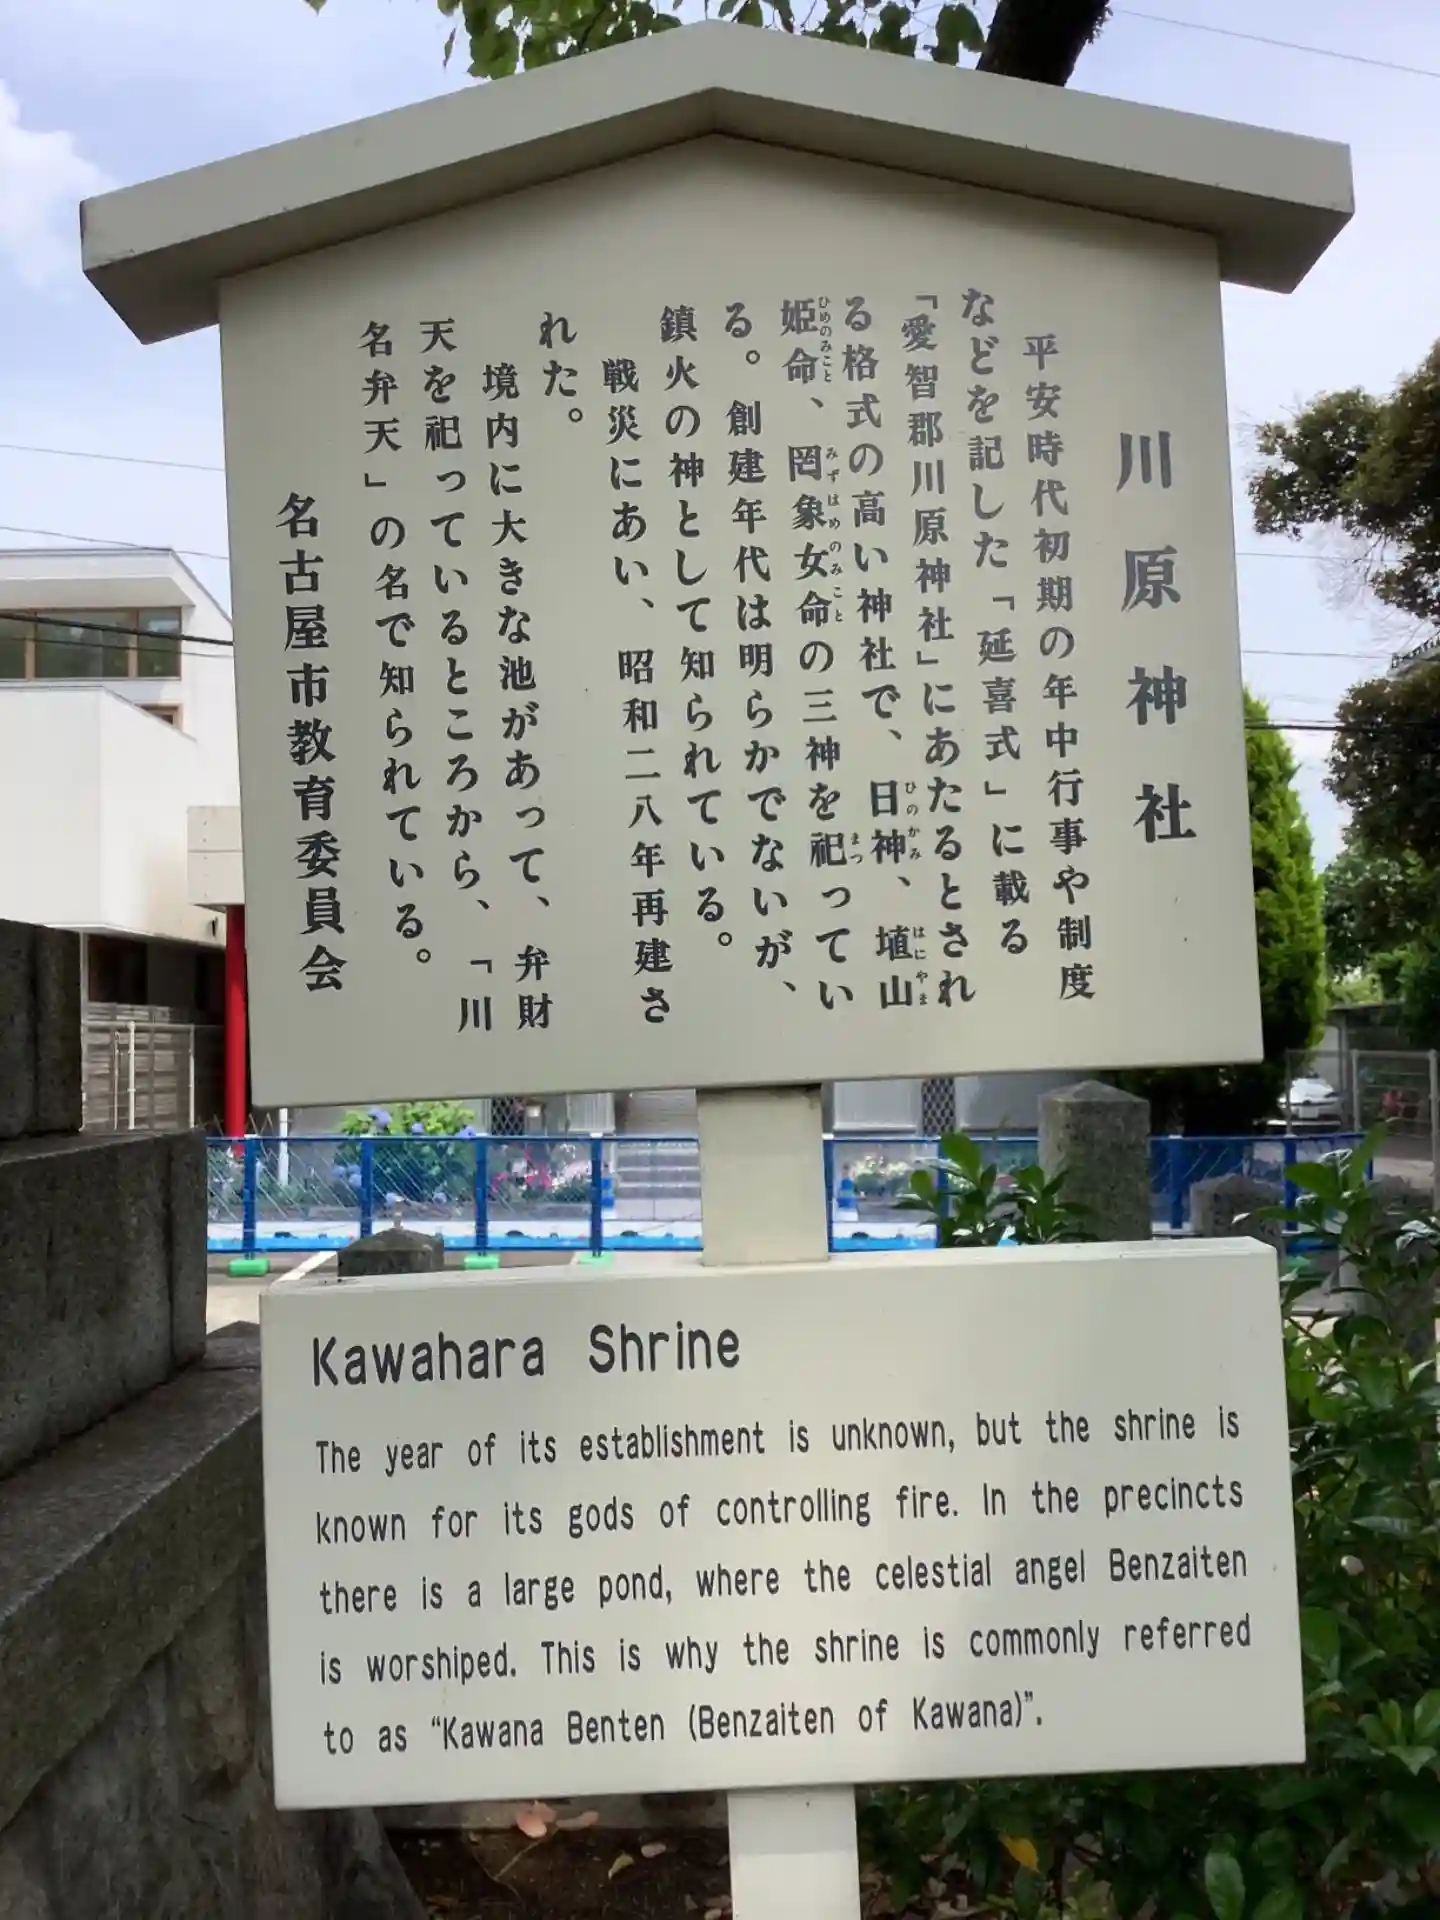 川原神社
平安時代初期の年中行事や制度
などを記した「延喜式」に載る
「愛智郡川原神社」にあたるとされ
る格式の高い神社で、日神、埴山
姫命、罔象女命の三神を祀ってい
る。創建年代は明らかでないが、
鎮火の神として知られている。
戦災にあい、昭和二八年再建さ
れた。
境内に大きな池があって、弁財
天を祀っているところから、「川
名弁天」の名で知られている。
名古屋市教育委員会
Kawahara Shrine
The year of its establishment is unknown, but the shrine is
known for its gods of controlling fire. In the precincts
there is a large pond, where the celestial angel Benzaiten
is worshiped. This is why the shrine is commonly referred
to as “Kawana Benten (Benzaiten of Kawana)”.